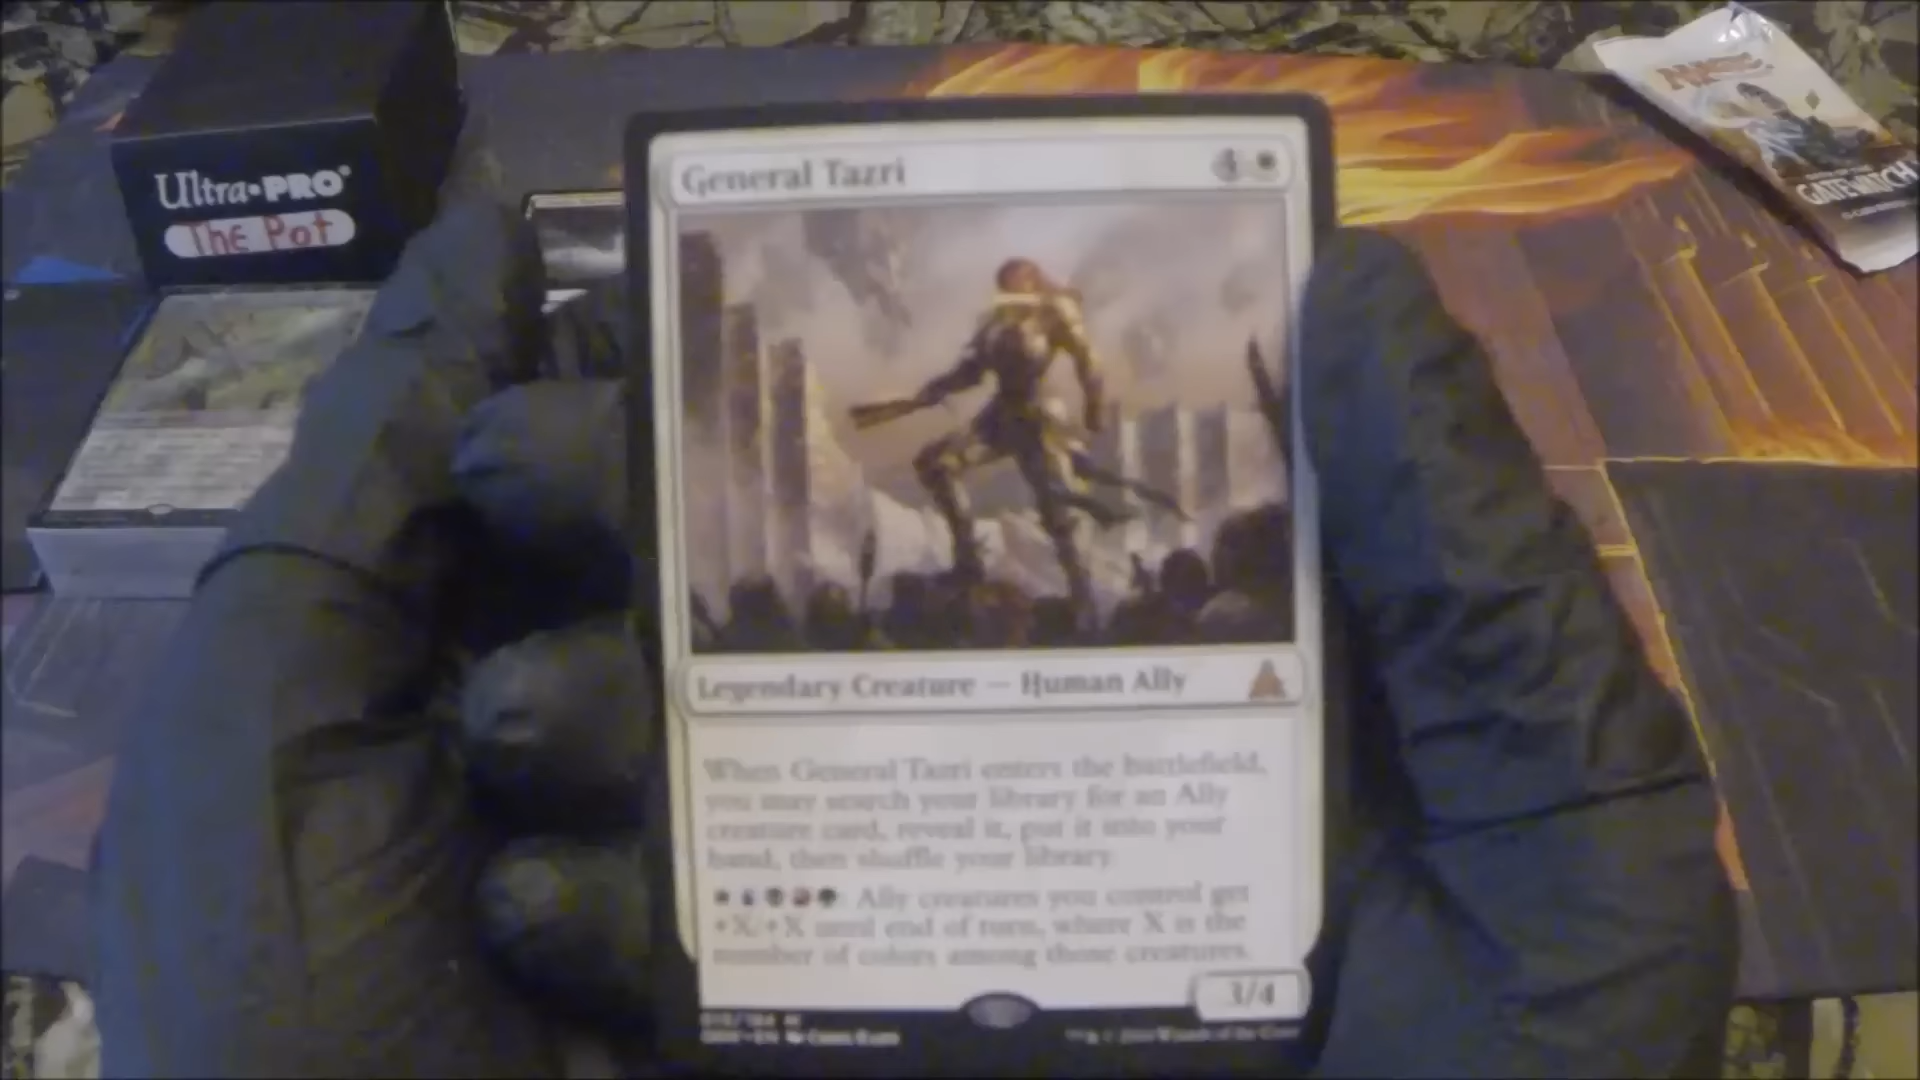 Ultra•PRO®
The Pot
MAGIC
GATEWATCH
General Tazri
4
Legendary Creature — Human Ally
When General Tazri enters the battlefield,
you may search your library for an Ally
creature card, reveal it, put it into your
hand, then shuffle your library.
: Ally creatures you control get
+X/+X until end of turn, where X is the
number of colors among those creatures.
3/4